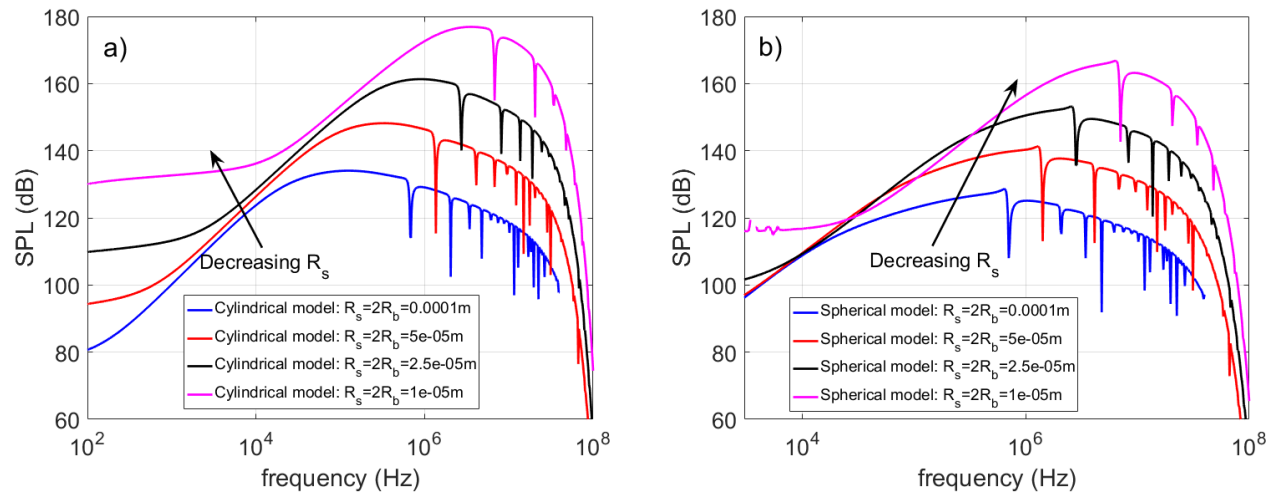 a)
SPL (dB)
180
160
140
120
100
80
60
Decreasing R_s
Cylindrical model: R_s=2R_b=0.0001m
Cylindrical model: R_s=2R_b=5e-05m
Cylindrical model: R_s=2R_b=2.5e-05m
Cylindrical model: R_s=2R_b=1e-05m
10^2
10^4
10^6
10^8
frequency (Hz)
b)
SPL (dB)
180
160
140
120
100
80
60
Decreasing R_s
Spherical model: R_s=2R_b=0.0001m
Spherical model: R_s=2R_b=5e-05m
Spherical model: R_s=2R_b=2.5e-05m
Spherical model: R_s=2R_b=1e-05m
10^4
10^6
10^8
frequency (Hz)